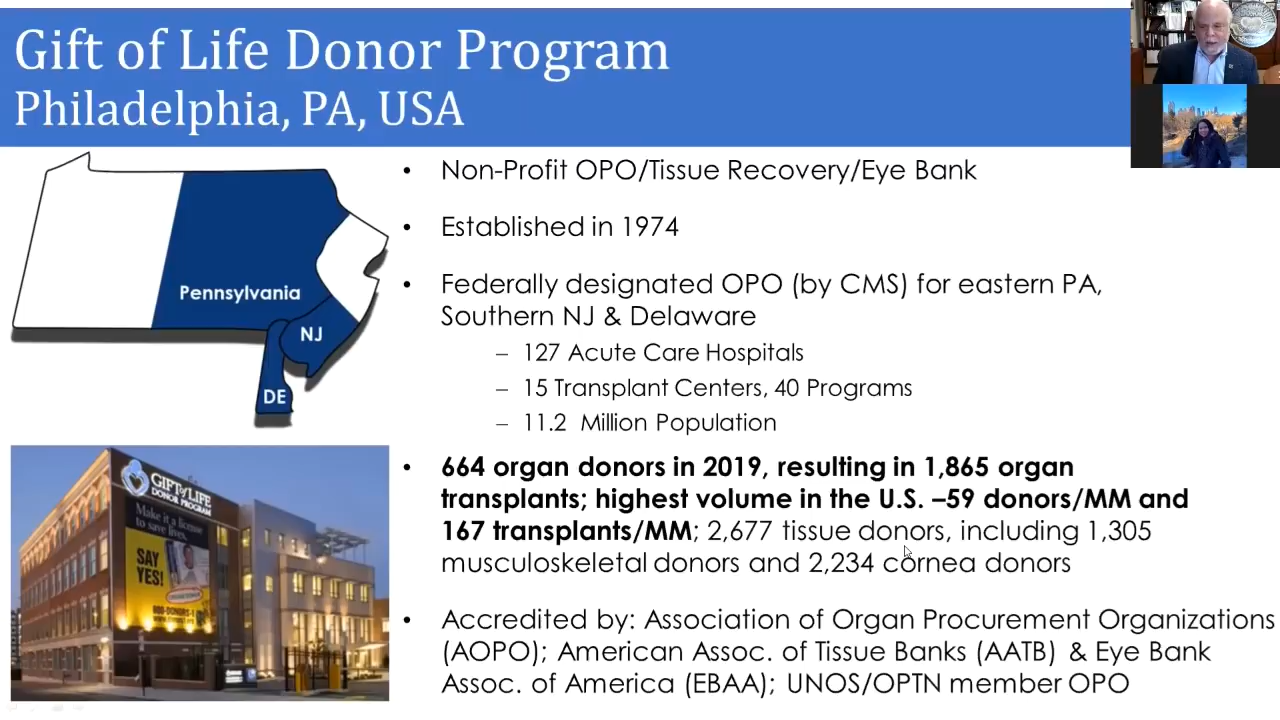 Gift of Life Donor Program
Philadelphia, PA, USA
Pennsylvania
NJ
DE
• Non-Profit OPO/Tissue Recovery/Eye Bank
• Established in 1974
• Federally designated OPO (by CMS) for eastern PA,
Southern NJ & Delaware
– 127 Acute Care Hospitals
– 15 Transplant Centers, 40 Programs
– 11.2 Million Population
• 664 organ donors in 2019, resulting in 1,865 organ
transplants; highest volume in the U.S. –59 donors/MM and
167 transplants/MM; 2,677 tissue donors, including 1,305
musculoskeletal donors and 2,234 cornea donors
• Accredited by: Association of Organ Procurement Organizations
(AOPO); American Assoc. of Tissue Banks (AATB) & Eye Bank
Assoc. of America (EBAA); UNOS/OPTN member OPO
GIFT of LIFE
DONOR PROGRAM
Make it a license
to save lives.
SAY
YES!
800-DONORS-1